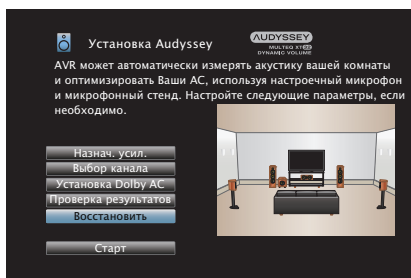 Установка Audyssey
AUDYSSEY
MULTEQ XT32
DYNAMIC VOLUME
AVR может автоматически измерять акустику вашей комнаты
и оптимизировать Ваши АС, используя настроечный микрофон
и микрофонный стенд. Настройте следующие параметры, если
необходимо.
Назнач. усил.
Выбор канала
Установка Dolby АС
Проверка результатов
Восстановить
Старт